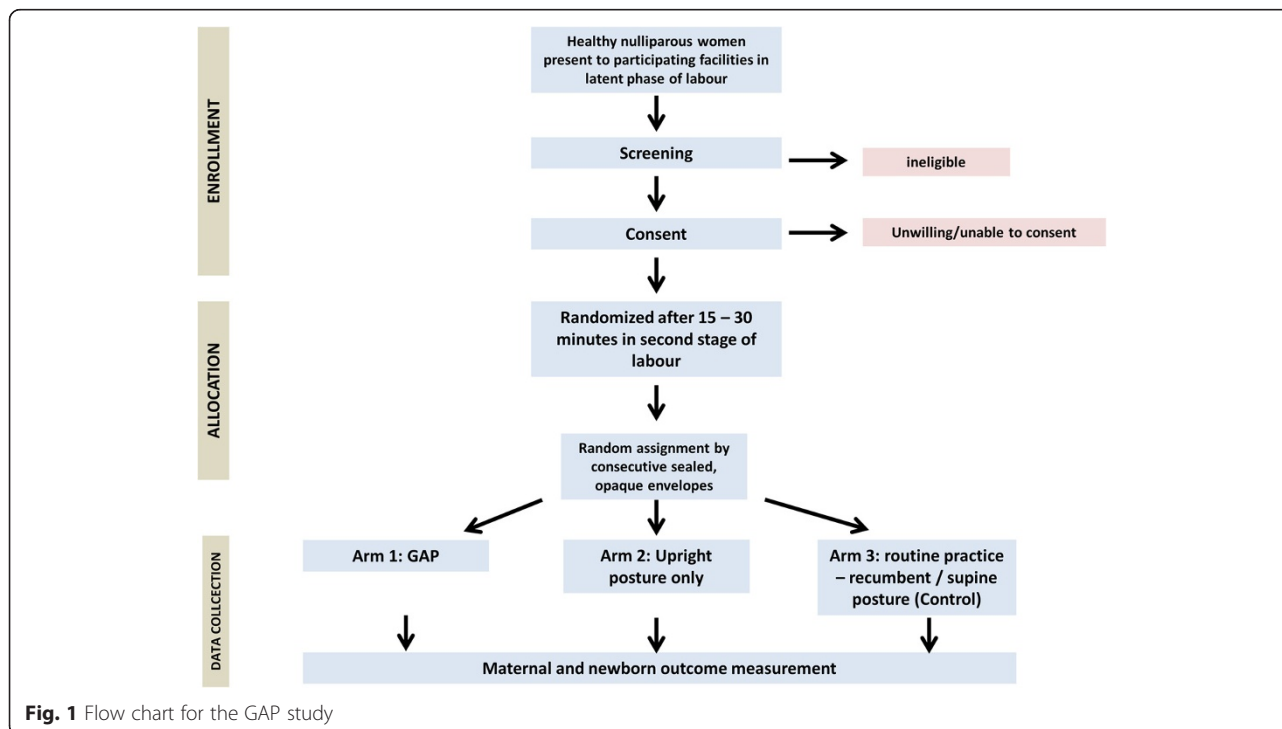 Healthy nulliparous women
present to participating facilities in
latent phase of labour
ENROLLMENT
Screening
ineligible
Consent
Unwilling/unable to consent
ALLOCATION
Randomized after 15 – 30
minutes in second stage of
labour
Random assignment by
consecutive sealed,
opaque envelopes
DATA COLLCECTION
Arm 1: GAP
Arm 2: Upright
posture only
Arm 3: routine practice
– recumbent / supine
posture (Control)
Maternal and newborn outcome measurement
Fig. 1 Flow chart for the GAP study